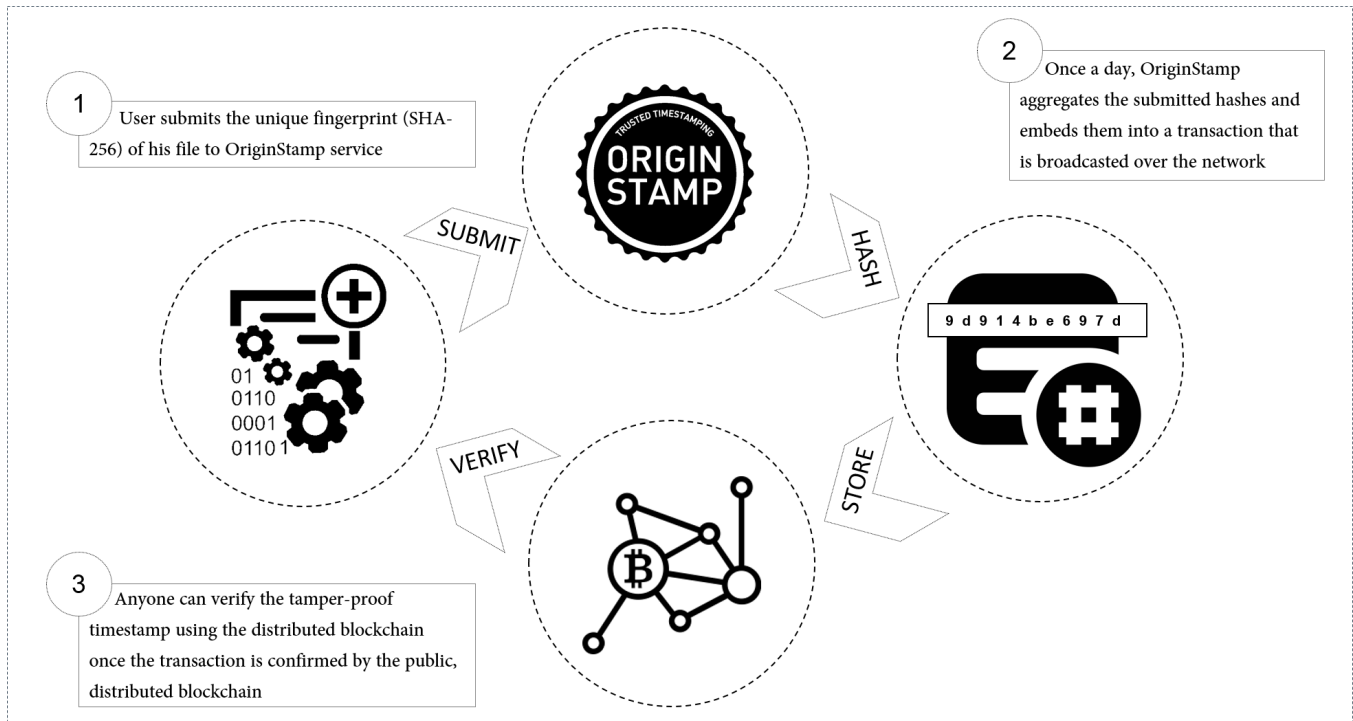 1
User submits the unique fingerprint (SHA-
256) of his file to OriginStamp service
TRUSTED TIMESTAMPING
ORIGIN
STAMP
2
Once a day, OriginStamp
aggregates the submitted hashes and
embeds them into a transaction that
is broadcasted over the network
SUBMIT
HASH
9 d 9 1 4 b e 6 9 7 d
01
0110
0001
01101
VERIFY
STORE
B
3
Anyone can verify the tamper-proof
timestamp using the distributed blockchain
once the transaction is confirmed by the public,
distributed blockchain